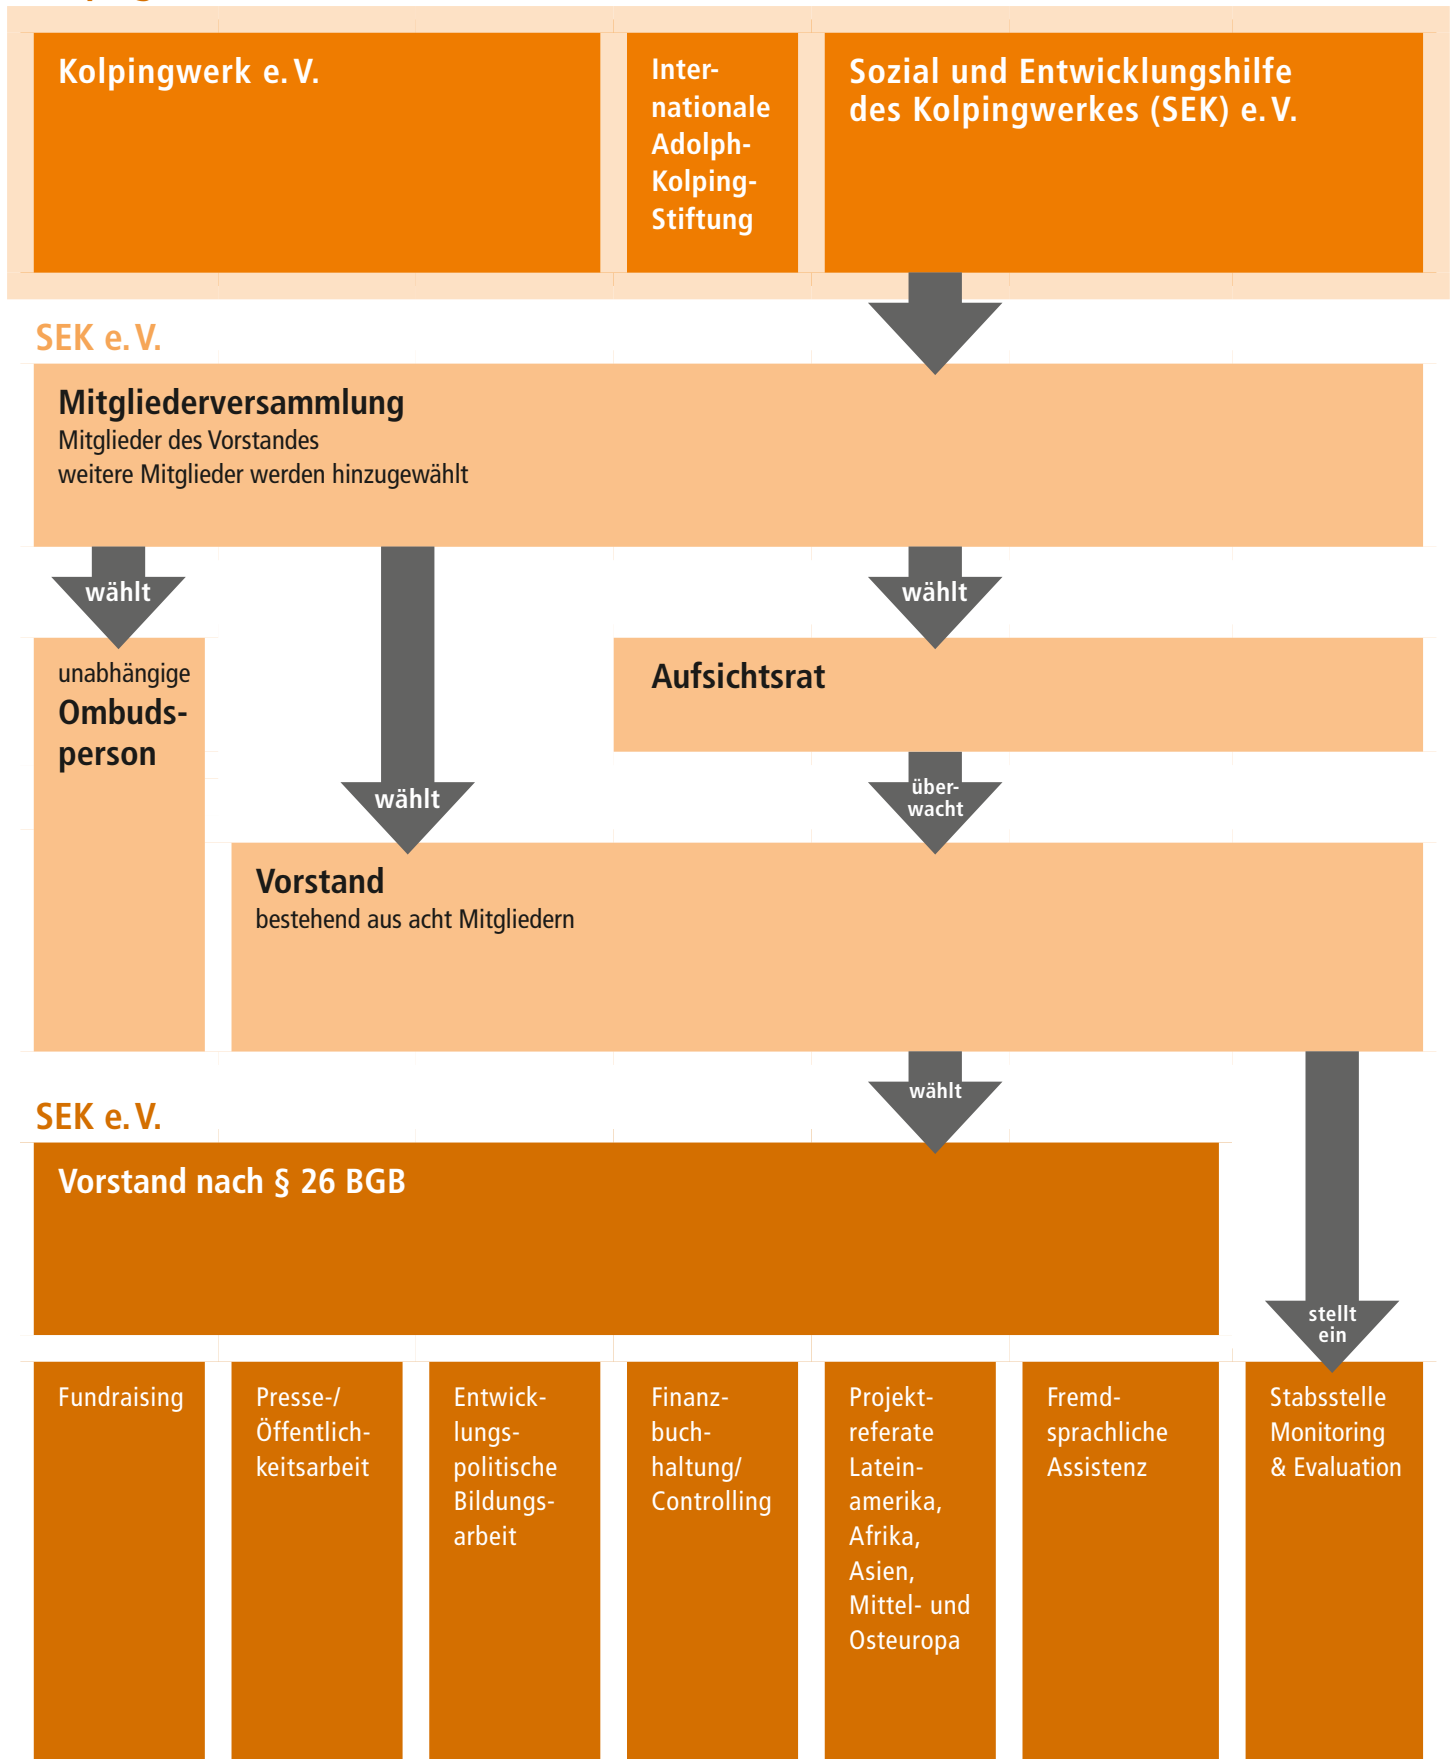 Kolpingwerk e. V.
Inter-
nationale
Adolph-
Kolping-
Stiftung
Sozial und Entwicklungshilfe
des Kolpingwerkes (SEK) e. V.
SEK e. V.
Mitgliederversammlung
Mitglieder des Vorstandes
weitere Mitglieder werden hinzugewählt
wählt
wählt
unabhängige
Ombuds-
person
Aufsichtsrat
wählt
über-
wacht
Vorstand
bestehend aus acht Mitgliedern
wählt
SEK e. V.
Vorstand nach § 26 BGB
stellt
ein
Fundraising
Presse-/
Öffentlich-
keitsarbeit
Entwick-
lungs-
politische
Bildungs-
arbeit
Finanz-
buch-
haltung/
Controlling
Projekt-
referate
Latein-
amerika,
Afrika,
Asien,
Mittel- und
Osteuropa
Fremd-
sprachliche
Assistenz
Stabsstelle
Monitoring
& Evaluation